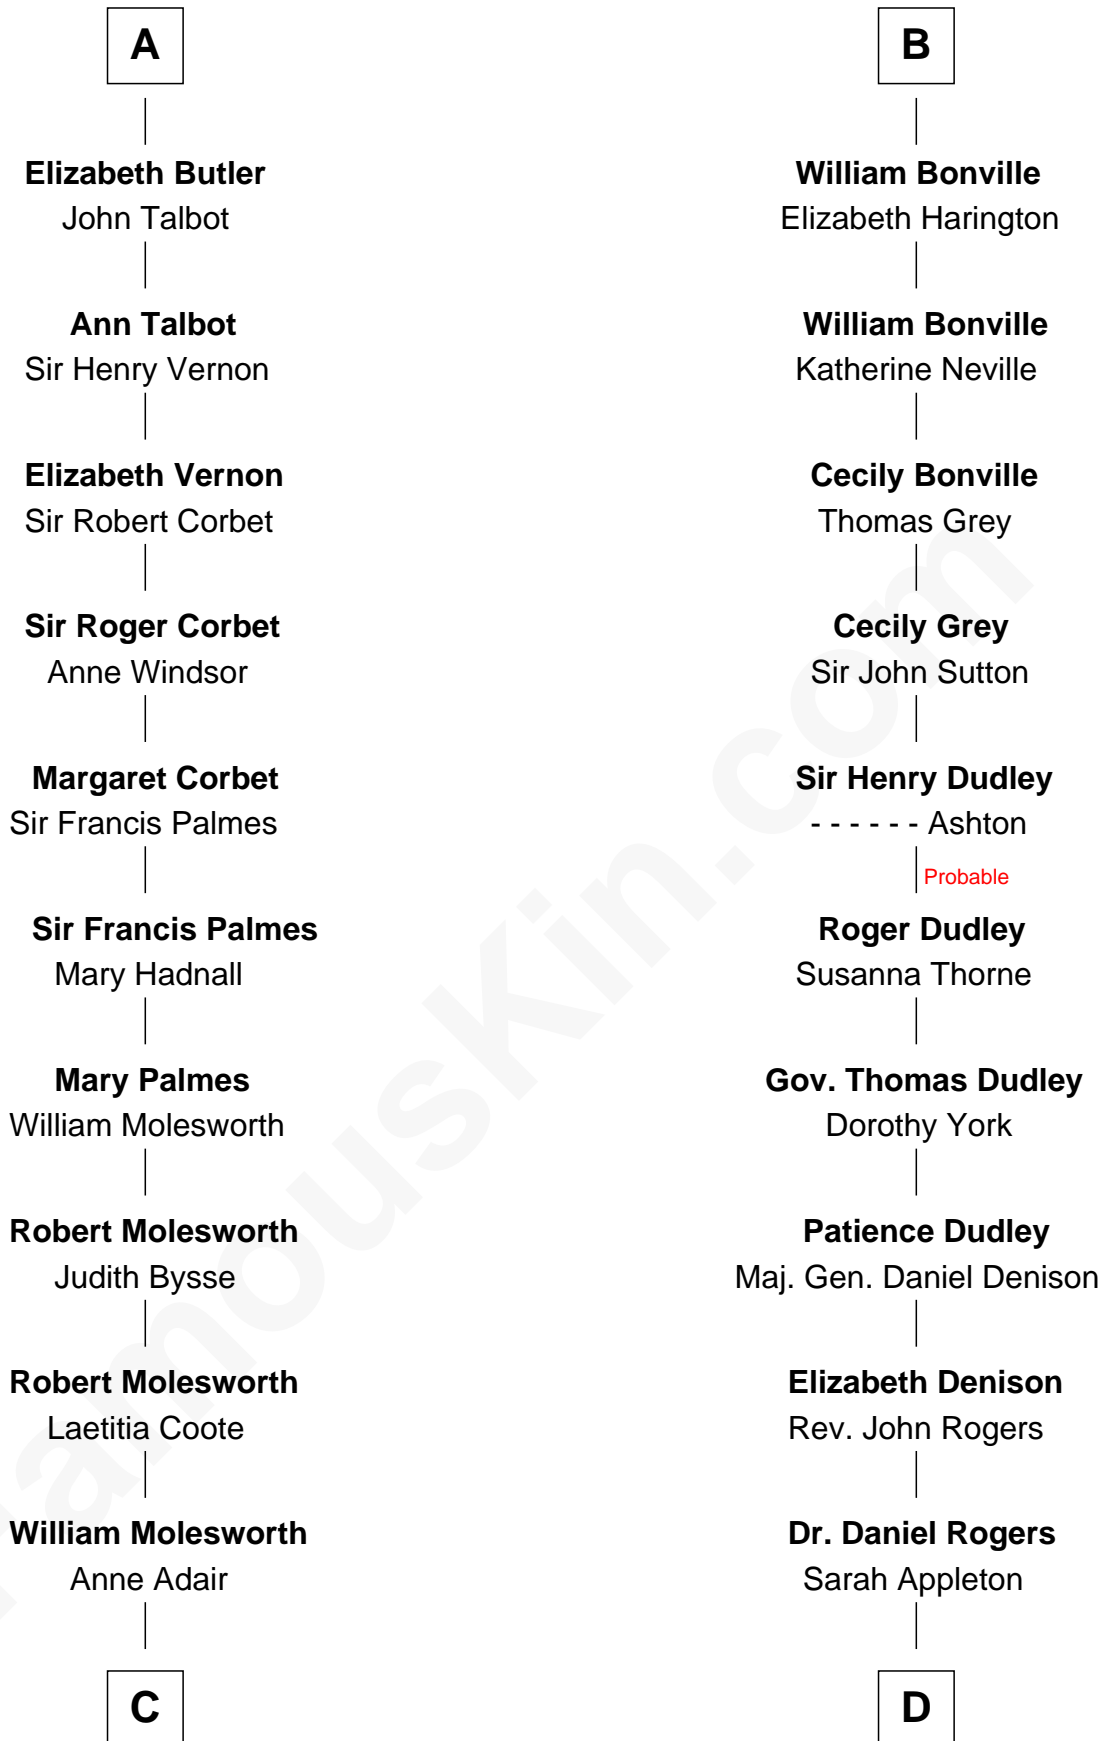 A
Elizabeth Butler
John Talbot
Ann Talbot
Sir Henry Vernon
Elizabeth Vernon
Sir Robert Corbet
Sir Roger Corbet
Anne Windsor
Margaret Corbet
Sir Francis Palmes
Sir Francis Palmes
Mary Hadnall
Mary Palmes
William Molesworth
Robert Molesworth
Judith Bysse
Robert Molesworth
Laetitia Coote
William Molesworth
Anne Adair
C
B
William Bonville
Elizabeth Harington
William Bonville
Katherine Neville
Cecily Bonville
Thomas Grey
Cecily Grey
Sir John Sutton
Sir Henry Dudley
- - - - - - Ashton
Probable
Roger Dudley
Susanna Thorne
Gov. Thomas Dudley
Dorothy York
Patience Dudley
Maj. Gen. Daniel Denison
Elizabeth Denison
Rev. John Rogers
Dr. Daniel Rogers
Sarah Appleton
D
FamousKin.com